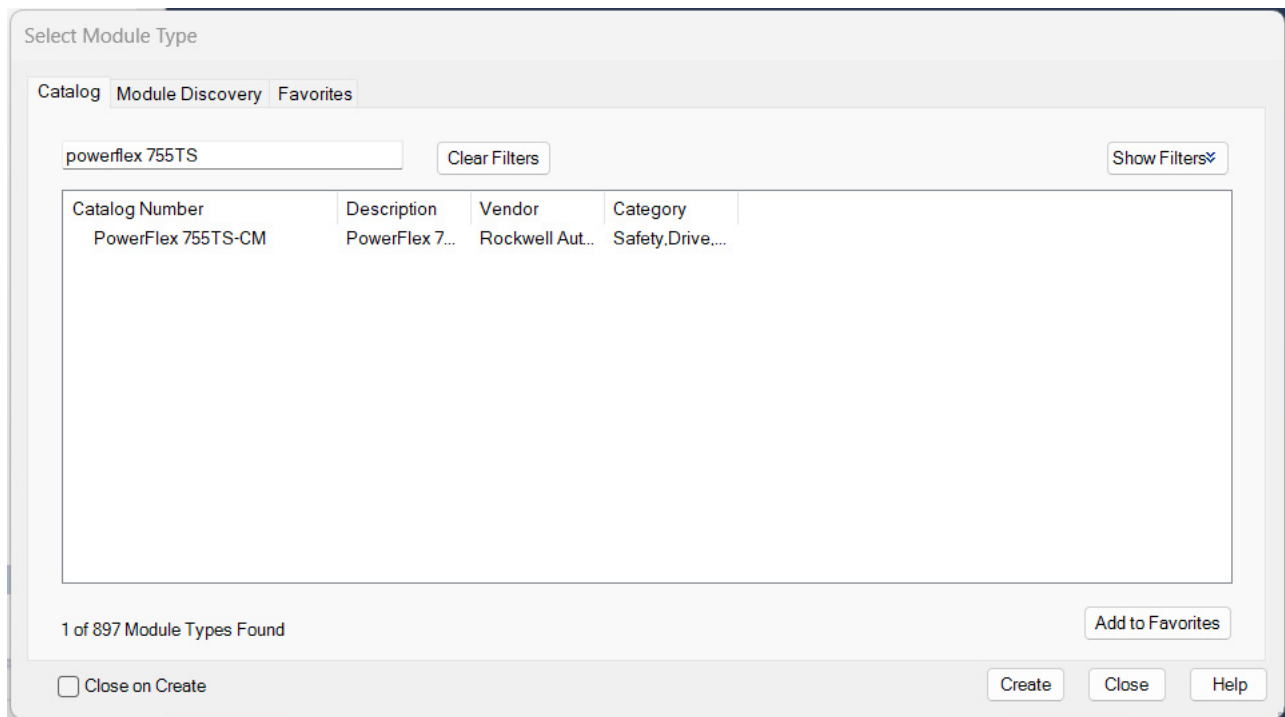 Select Module Type
Catalog Module Discovery Favorites
powerflex 755TS Clear Filters Show Filters
Catalog Number Description Vendor Category
PowerFlex 755TS-CM PowerFlex 7... Rockwell Aut... Safety,Drive,...
1 of 897 Module Types Found Add to Favorites
Close on Create Create Close Help